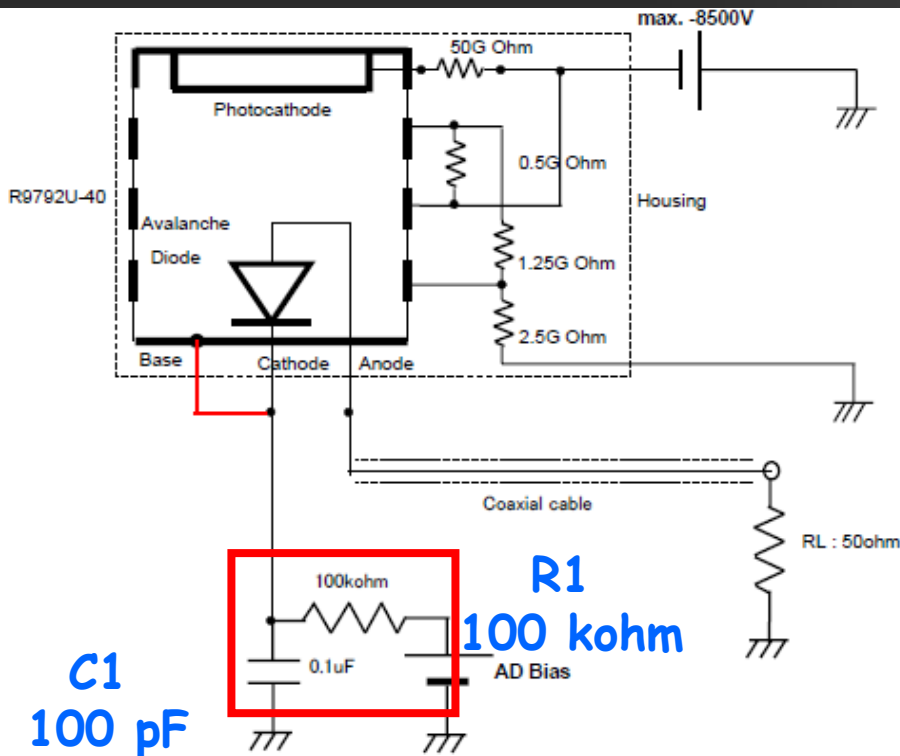 max. -8500V
50G Ohm
Photocathode
0.5G Ohm
R9792U-40
Housing
Avalanche
Diode
1.25G Ohm
2.5G Ohm
Base
Cathode
Anode
Coaxial cable
RL : 50ohm
100kohm
R1
100 kohm
0.1uF
AD Bias
C1
100 pF